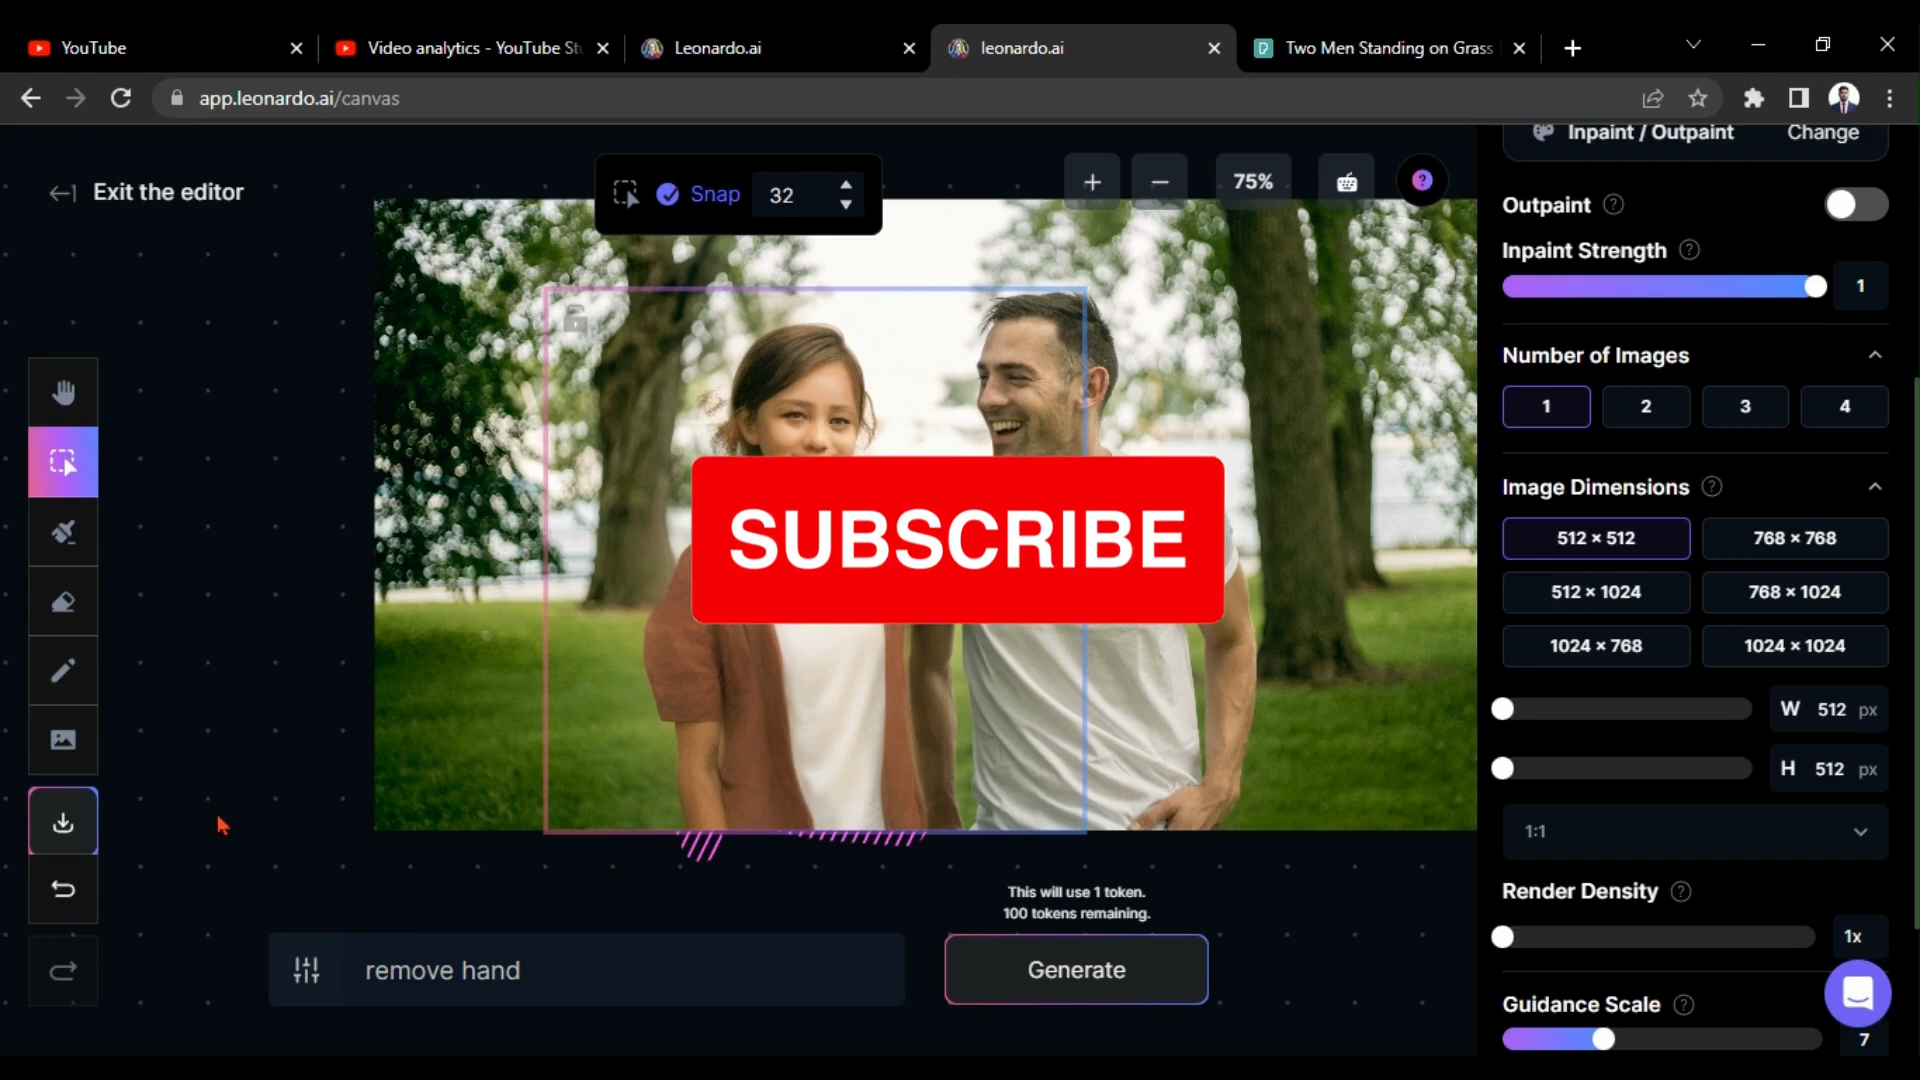 YouTube
Video analytics - YouTube Stu
Leonardo.ai
leonardo.ai
Two Men Standing on Grass
app.leonardo.ai/canvas
Exit the editor
Snap
32
75%
?
Inpaint / Outpaint
Change
Outpaint ?
Inpaint Strength ?
1
Number of Images
1
2
3
4
SUBSCRIBE
Image Dimensions ?
512 × 512
768 × 768
512 × 1024
768 × 1024
1024 × 768
1024 × 1024
W 512 px
H 512 px
1:1
Render Density ?
1x
Guidance Scale ?
7
This will use 1 token.
100 tokens remaining.
remove hand
Generate